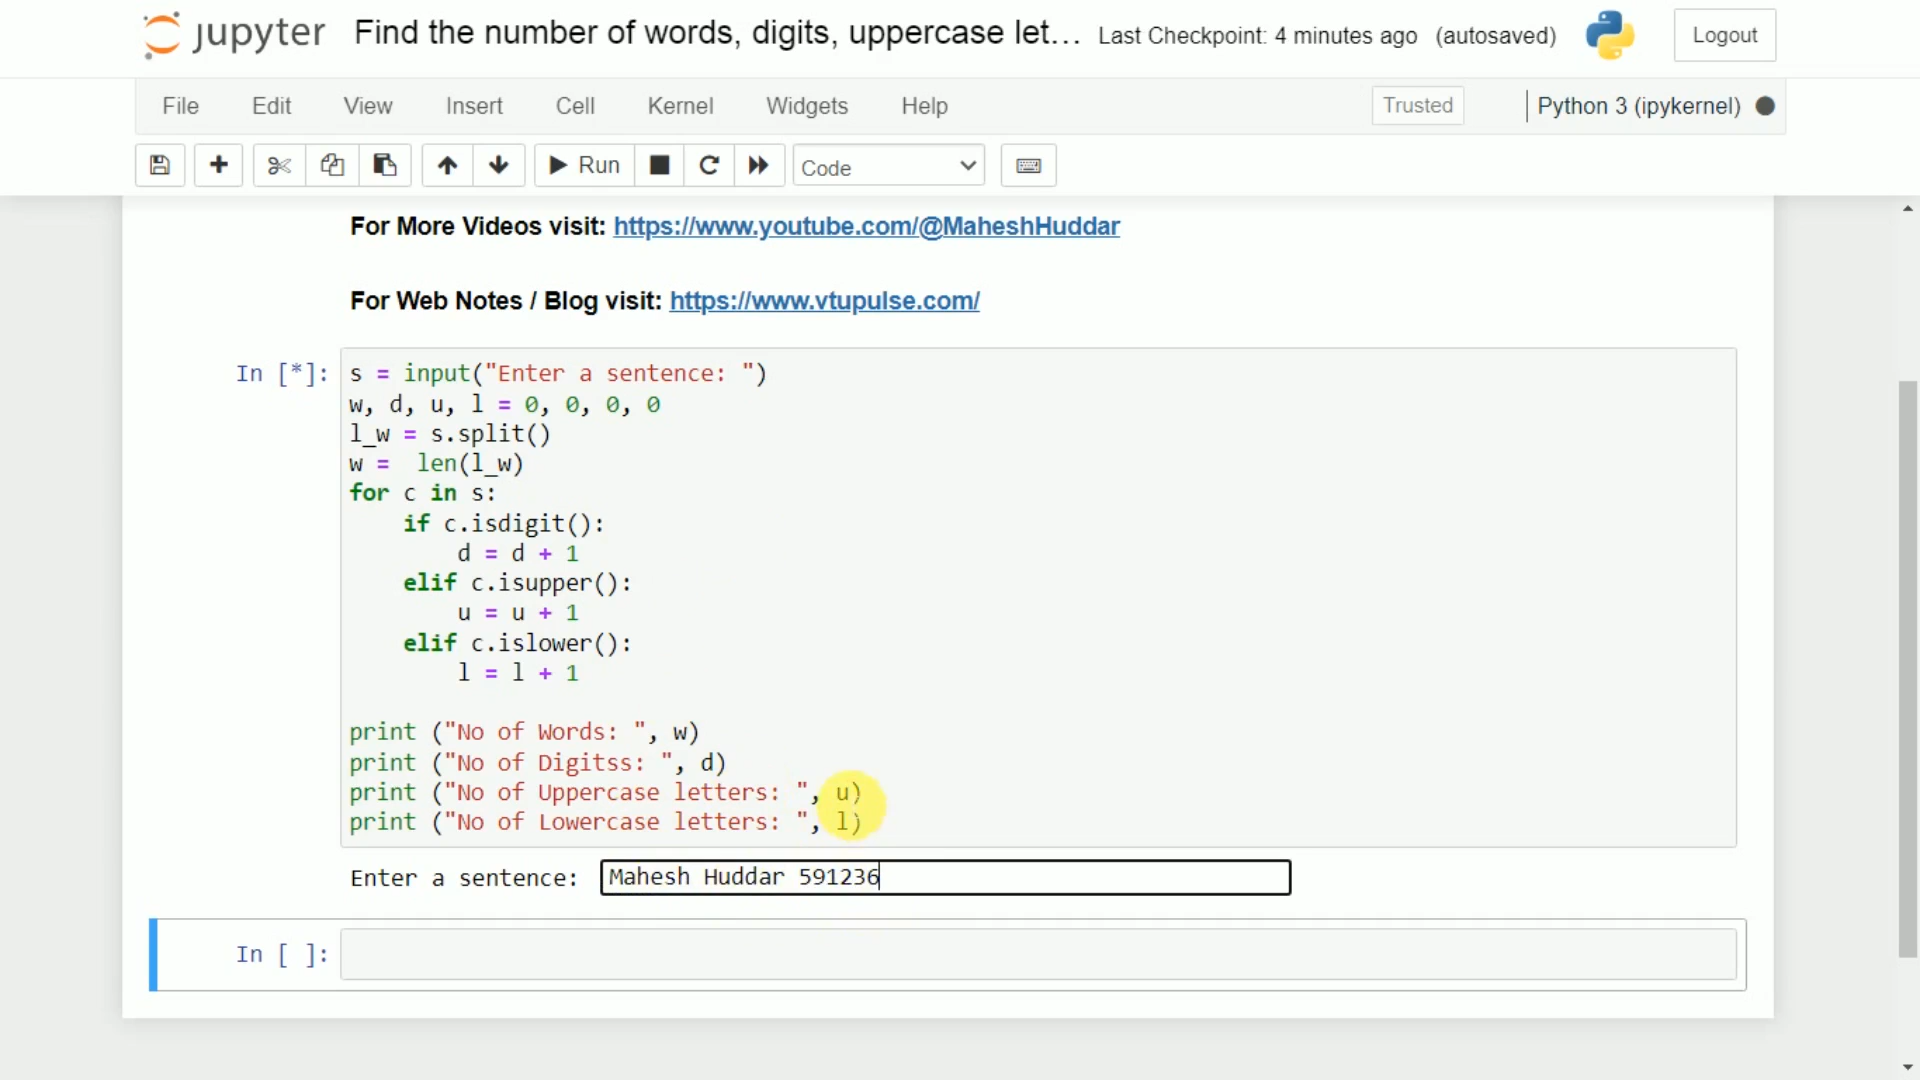 jupyter Find the number of words, digits, uppercase let... Last Checkpoint: 4 minutes ago (autosaved) Logout
File Edit View Insert Cell Kernel Widgets Help Trusted Python 3 (ipykernel)
Run Code
For More Videos visit: https://www.youtube.com/@MaheshHuddar
For Web Notes / Blog visit: https://www.vtupulse.com/
In [*]: s = input("Enter a sentence: ")
w, d, u, l = 0, 0, 0, 0
l_w = s.split()
w =  len(l_w)
for c in s:
    if c.isdigit():
        d = d + 1
    elif c.isupper():
        u = u + 1
    elif c.islower():
        l = l + 1
print ("No of Words: ", w)
print ("No of Digitss: ", d)
print ("No of Uppercase letters: ", u)
print ("No of Lowercase letters: ", l)
Enter a sentence: Mahesh Huddar 591236
In [ ]: